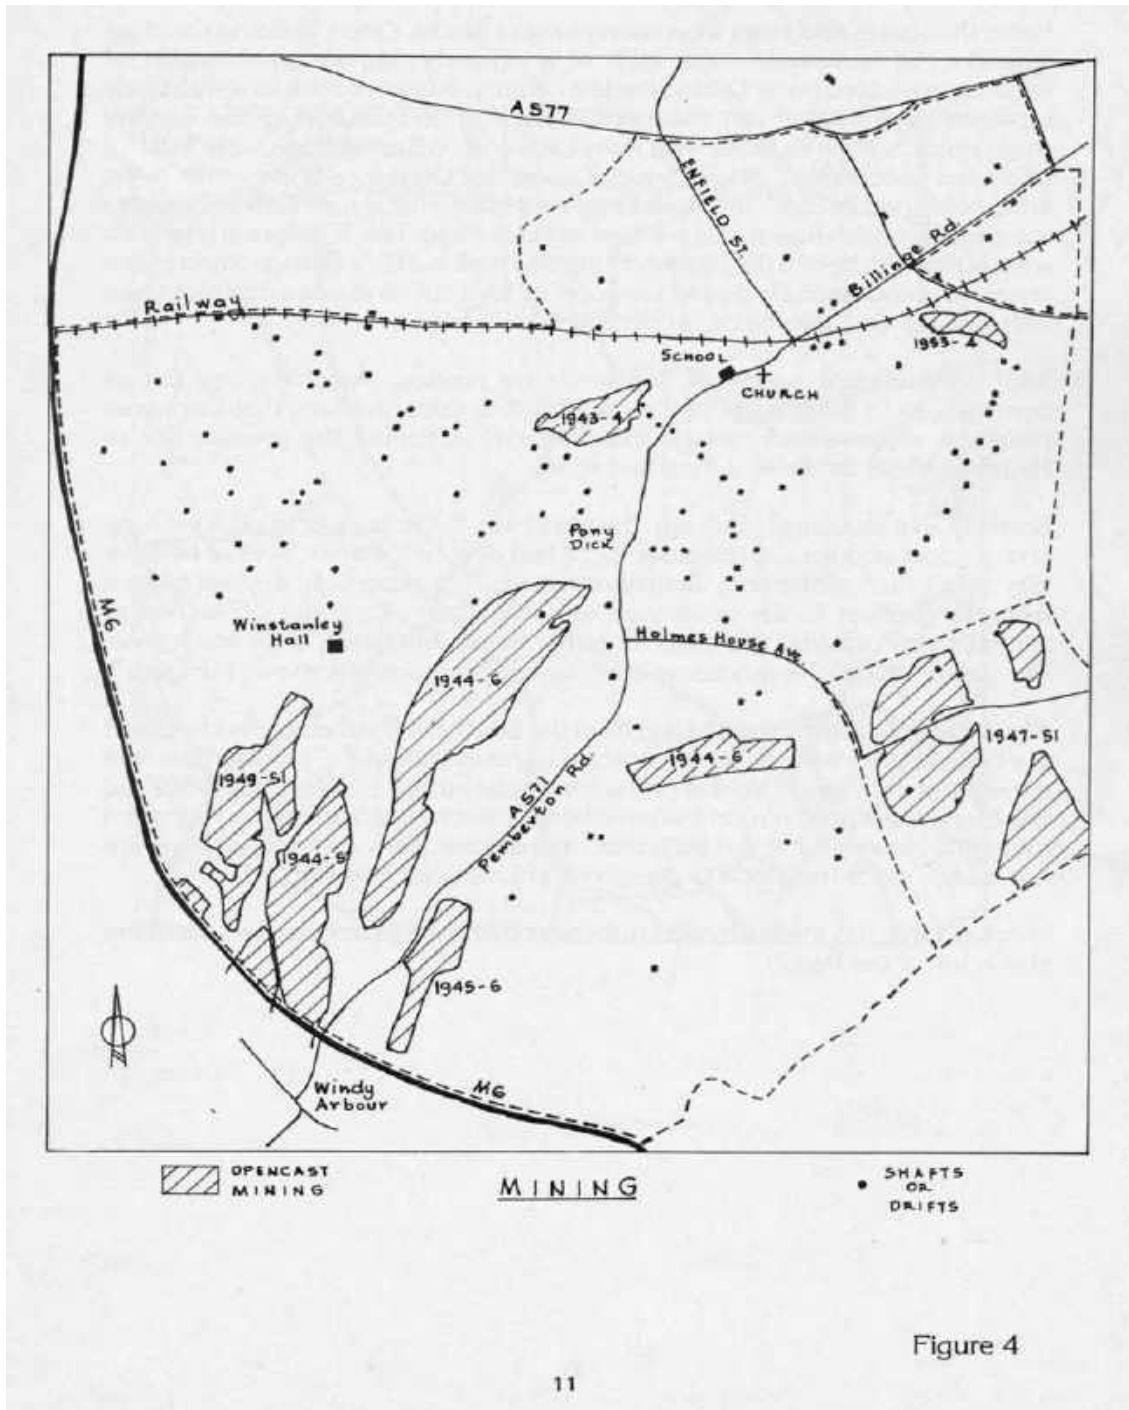 A577
ENFIELD ST.
Billinge Rd
Railway
1953-4
SCHOOL
CHURCH
1943-4
Pony
Dick
M6
Winstanley
Hall
Holmes House Ave.
1944-6
1949-51
1944-6
1947-51
1944-5
A571
Pemberton Rd
1945-6
Windy
Arbour
M6
OPENCAST
MINING
MINING
SHAFTS
OR
DRIFTS
Figure 4
11